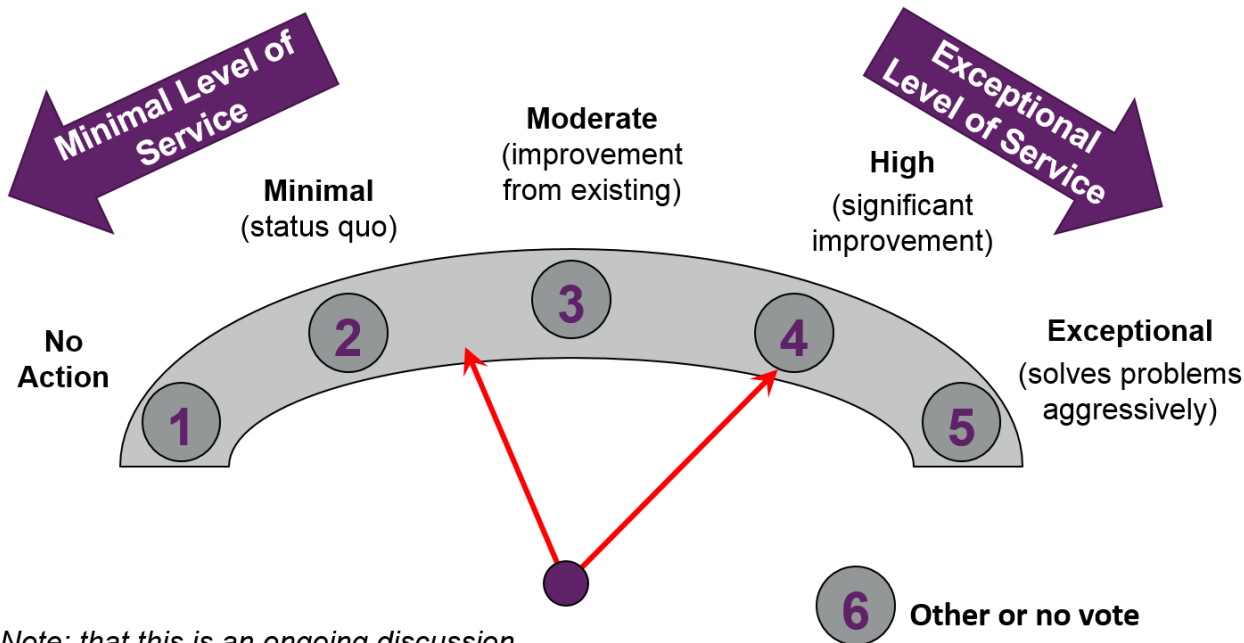 Minimal Level of
Service
Exceptional
Level of Service
Moderate
(improvement
from existing)
High
(significant
improvement)
Minimal
(status quo)
No
Action
Exceptional
(solves problems
aggressively)
1
2
3
4
5
6
Other or no vote
Note: that this is an ongoing discussion